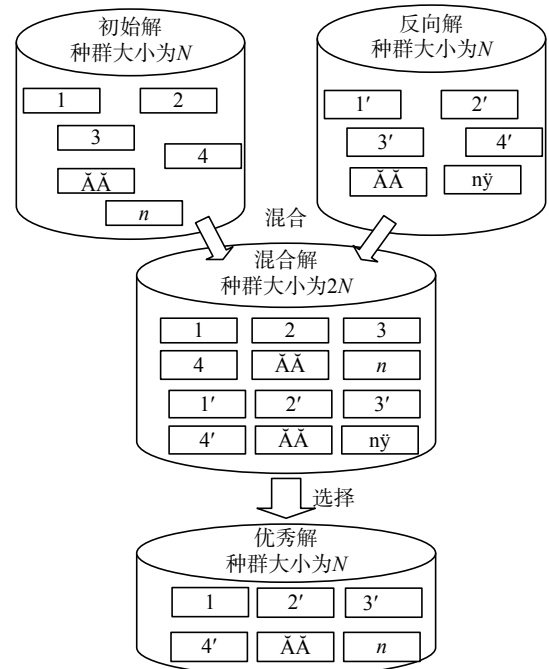 初始解
种群大小为N
1
2
3
4
ĂĂ
n
反向解
种群大小为N
1′
2′
3′
4′
ĂĂ
nÿ
混合
混合解
种群大小为2N
1 2 3
4 ĂĂ n
1′ 2′ 3′
4′ ĂĂ nÿ
选择
优秀解
种群大小为N
1 2′ 3′
4′ ĂĂ n